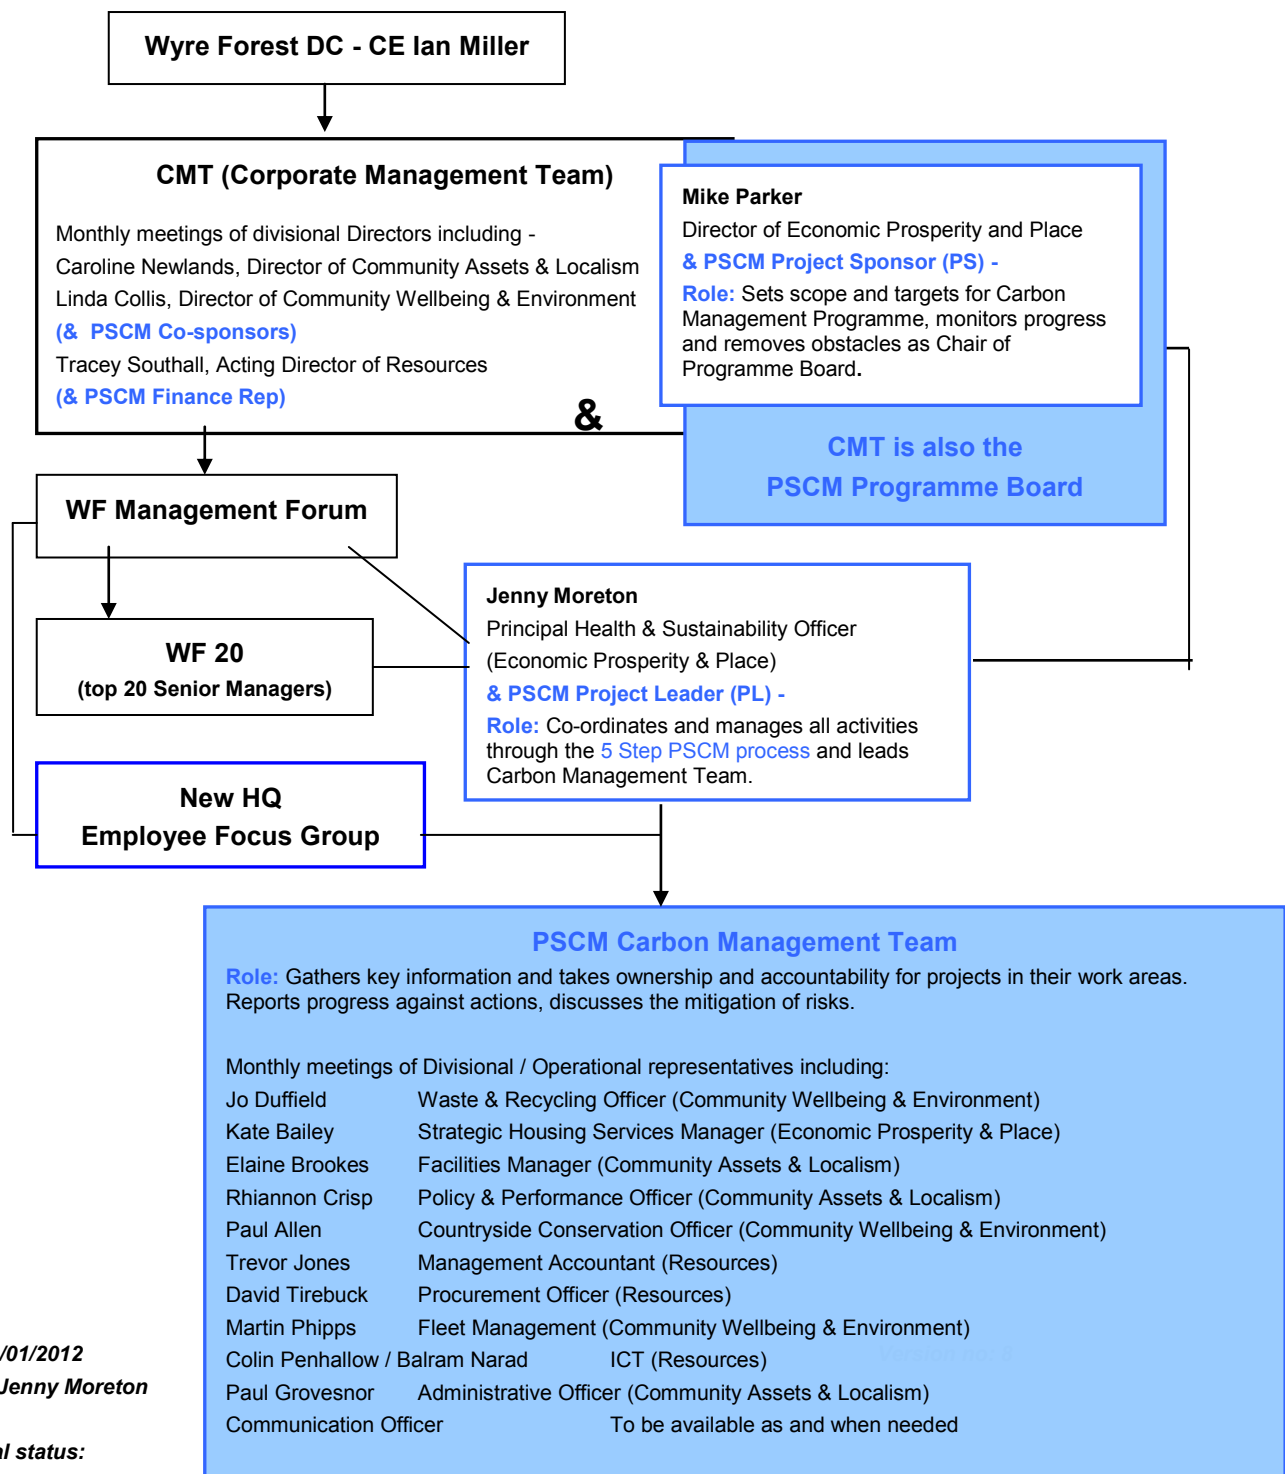 Wyre Forest DC - CE Ian Miller
CMT (Corporate Management Team)
Monthly meetings of divisional Directors including -
Caroline Newlands, Director of Community Assets & Localism
Linda Collis, Director of Community Wellbeing & Environment
(& PSCM Co-sponsors)
Tracey Southall, Acting Director of Resources
(& PSCM Finance Rep)
&
Mike Parker
Director of Economic Prosperity and Place
& PSCM Project Sponsor (PS) -
Role: Sets scope and targets for Carbon
Management Programme, monitors progress
and removes obstacles as Chair of
Programme Board.
CMT is also the
PSCM Programme Board
WF Management Forum
WF 20
(top 20 Senior Managers)
Jenny Moreton
Principal Health & Sustainability Officer
(Economic Prosperity & Place)
& PSCM Project Leader (PL) -
Role: Co-ordinates and manages all activities
through the 5 Step PSCM process and leads
Carbon Management Team.
New HQ
Employee Focus Group
PSCM Carbon Management Team
Role: Gathers key information and takes ownership and accountability for projects in their work areas.
Reports progress against actions, discusses the mitigation of risks.
Monthly meetings of Divisional / Operational representatives including:
Jo Duffield Waste & Recycling Officer (Community Wellbeing & Environment)
Kate Bailey Strategic Housing Services Manager (Economic Prosperity & Place)
Elaine Brookes Facilities Manager (Community Assets & Localism)
Rhiannon Crisp Policy & Performance Officer (Community Assets & Localism)
Paul Allen Countryside Conservation Officer (Community Wellbeing & Environment)
Trevor Jones Management Accountant (Resources)
David Tirebuck Procurement Officer (Resources)
Martin Phipps Fleet Management (Community Wellbeing & Environment)
Colin Penhallow / Balram Narad ICT (Resources)
Paul Grovesnor Administrative Officer (Community Assets & Localism)
Communication Officer To be available as and when needed
/01/2012
Jenny Moreton
al status: